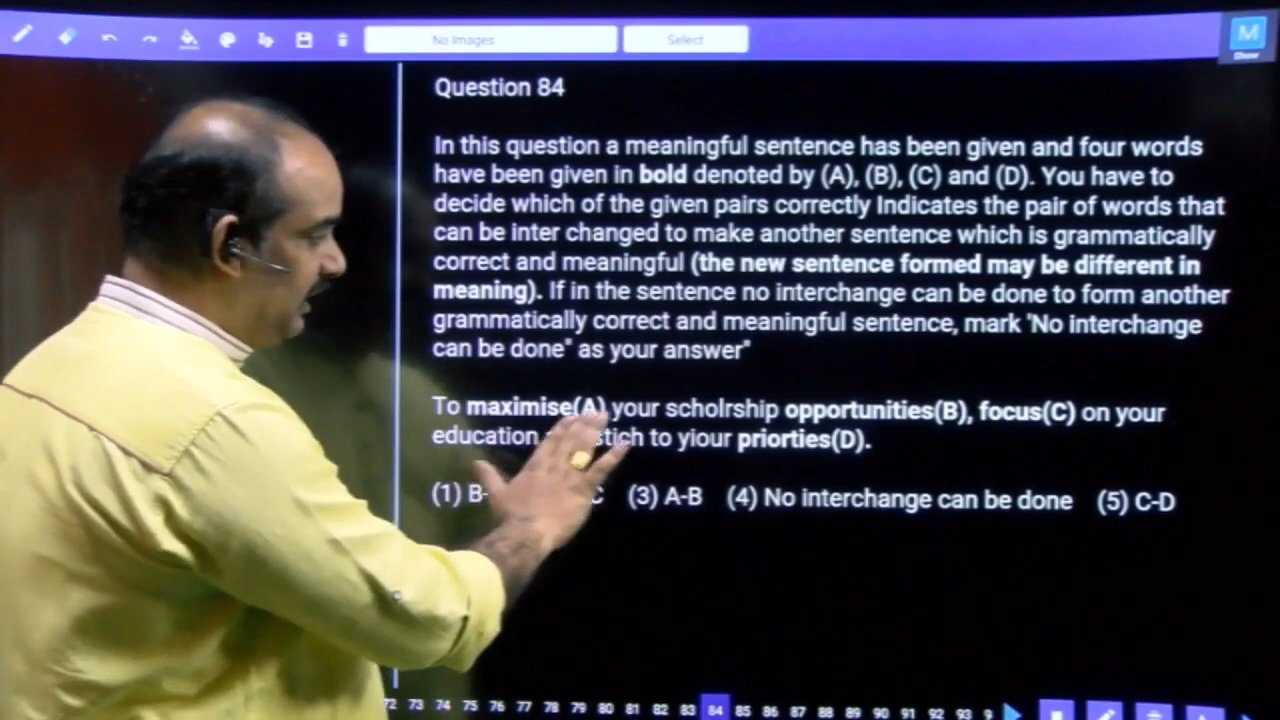 No Images
Select
M
Show
Question 84
In this question a meaningful sentence has been given and four words
have been given in bold denoted by (A), (B), (C) and (D). You have to
decide which of the given pairs correctly Indicates the pair of words that
can be inter changed to make another sentence which is grammatically
correct and meaningful (the new sentence formed may be different in
meaning). If in the sentence no interchange can be done to form another
grammatically correct and meaningful sentence, mark 'No interchange
can be done" as your answer"
To maximise(A) your scholrship opportunities(B), focus(C) on your
education to yiour priorties(D).
(1) B- C (3) A-B (4) No interchange can be done (5) C-D
72 73 74 75 76 77 78 79 80 81 82 83 84 85 86 87 88 89 90 91 92 93 9